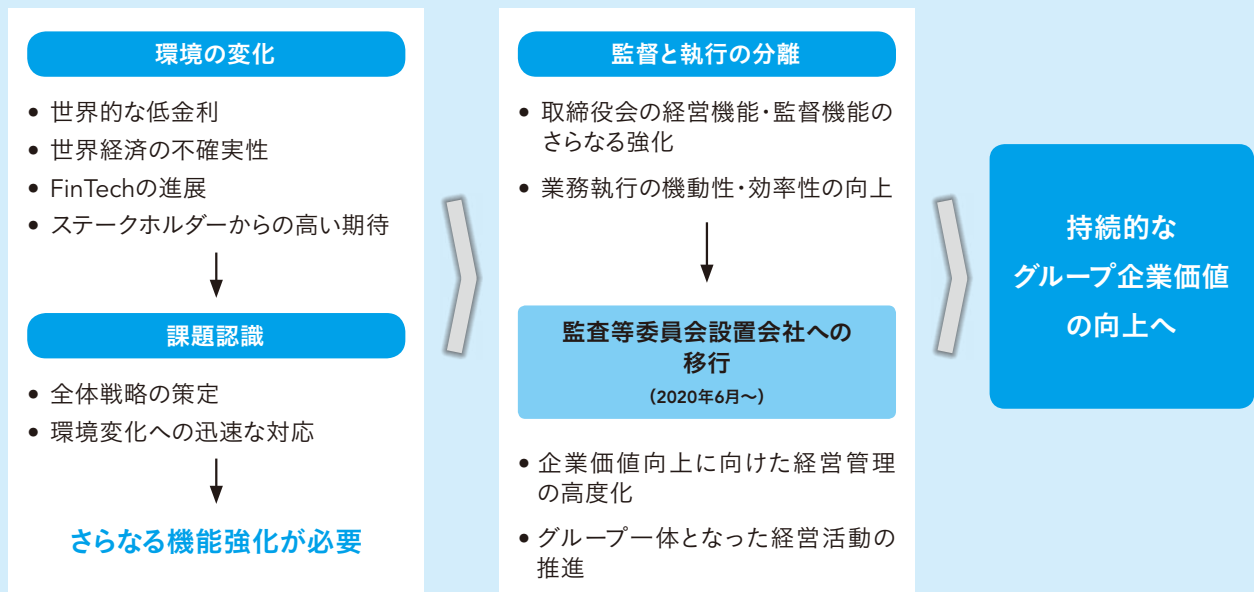 環境の変化
• 世界的な低金利
• 世界経済の不確実性
• FinTechの進展
• ステークホルダーからの高い期待
課題認識
• 全体戦略の策定
• 環境変化への迅速な対応
さらなる機能強化が必要
監督と執行の分離
• 取締役会の経営機能・監督機能の
さらなる強化
• 業務執行の機動性・効率性の向上
監査等委員会設置会社への
移行
(2020年6月〜)
• 企業価値向上に向けた経営管理
の高度化
• グループ一体となった経営活動の
推進
持続的な
グループ企業価値
の向上へ